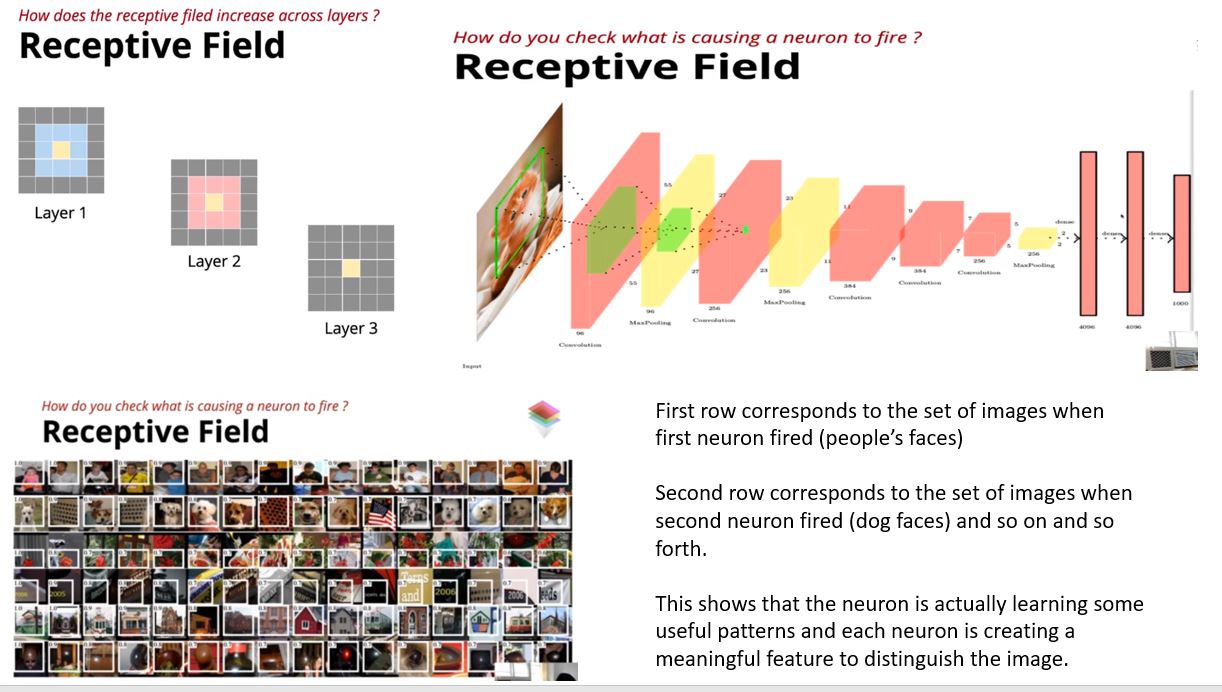 How does the receptive filed increase across layers ?
Receptive Field
Layer 1
Layer 2
Layer 3
How do you check what is causing a neuron to fire ?
Receptive Field
Input
96
Convolution
55
55
96
MaxPooling
27
27
256
Convolution
23
23
256
MaxPooling
11
11
384
Convolution
9
9
384
Convolution
7
7
256
Convolution
5
5
256
MaxPooling
2
2
dense
4096
dense
4096
dense
1000
How do you check what is causing a neuron to fire ?
Receptive Field
Terns
and
2005
2006
2006
First row corresponds to the set of images when
first neuron fired (people’s faces)
Second row corresponds to the set of images when
second neuron fired (dog faces) and so on and so
forth.
This shows that the neuron is actually learning some
useful patterns and each neuron is creating a
meaningful feature to distinguish the image.